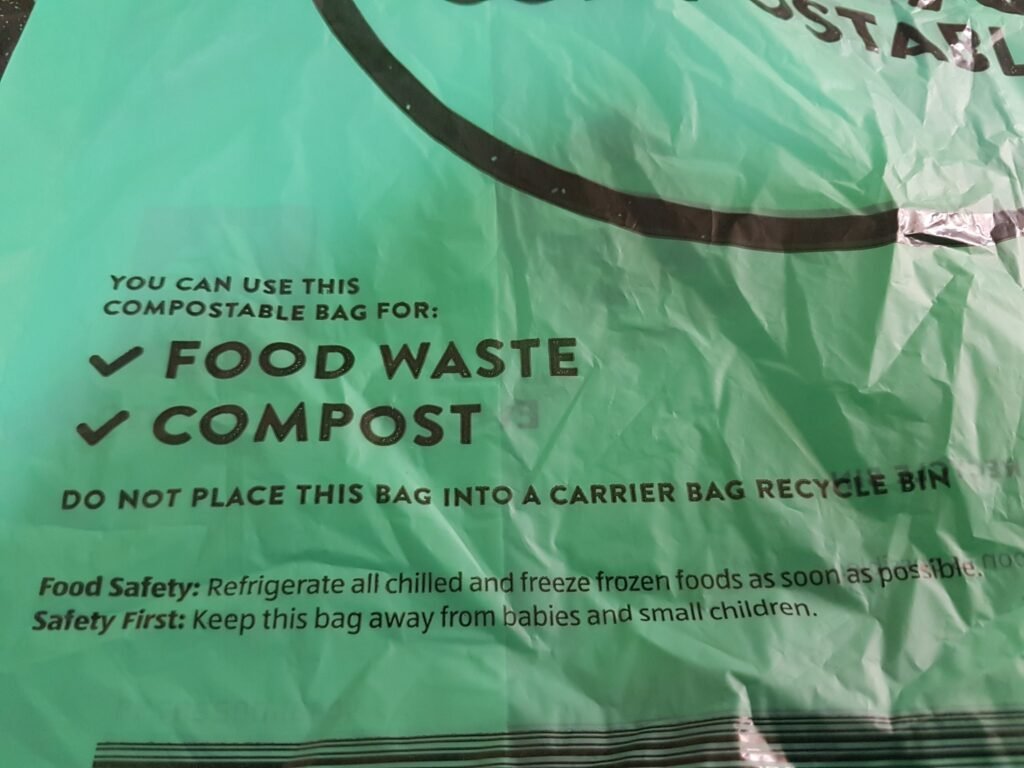 YOU CAN USE THIS
COMPOSTABLE BAG FOR:
✓ FOOD WASTE
✓ COMPOST
DO NOT PLACE THIS BAG INTO A CARRIER BAG RECYCLE BIN
Food Safety: Refrigerate all chilled and freeze frozen foods as soon as possible.
Safety First: Keep this bag away from babies and small children.